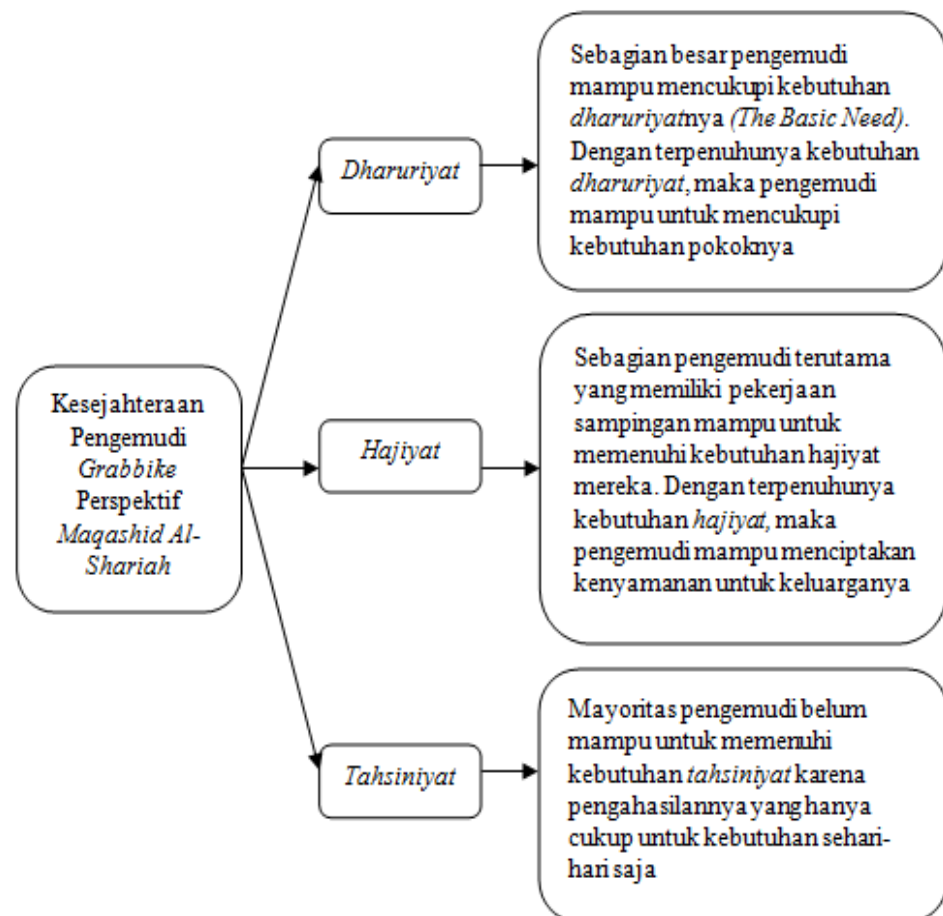 Kesejahteraan
Pengemudi
Grabbike
Perspektif
Maqashid Al-
Shariah
Dharuriyat
Sebagian besar pengemudi
mampu mencukupi kebutuhan
dharuriyatnya (The Basic Need).
Dengan terpenuhunya kebutuhan
dharuriyat, maka pengemudi
mampu untuk mencukupi
kebutuhan pokoknya
Hajiyat
Sebagian pengemudi terutama
yang memiliki pekerjaan
sampingan mampu untuk
memenuhi kebutuhan hajiyat
mereka. Dengan terpenuhunya
kebutuhan hajiyat, maka
pengemudi mampu menciptakan
kenyamanan untuk keluarganya
Tahsiniyat
Mayoritas pengemudi belum
mampu untuk memenuhi
kebutuhan tahsiniyat karena
pengahasilannya yang hanya
cukup untuk kebutuhan sehari-
hari saja